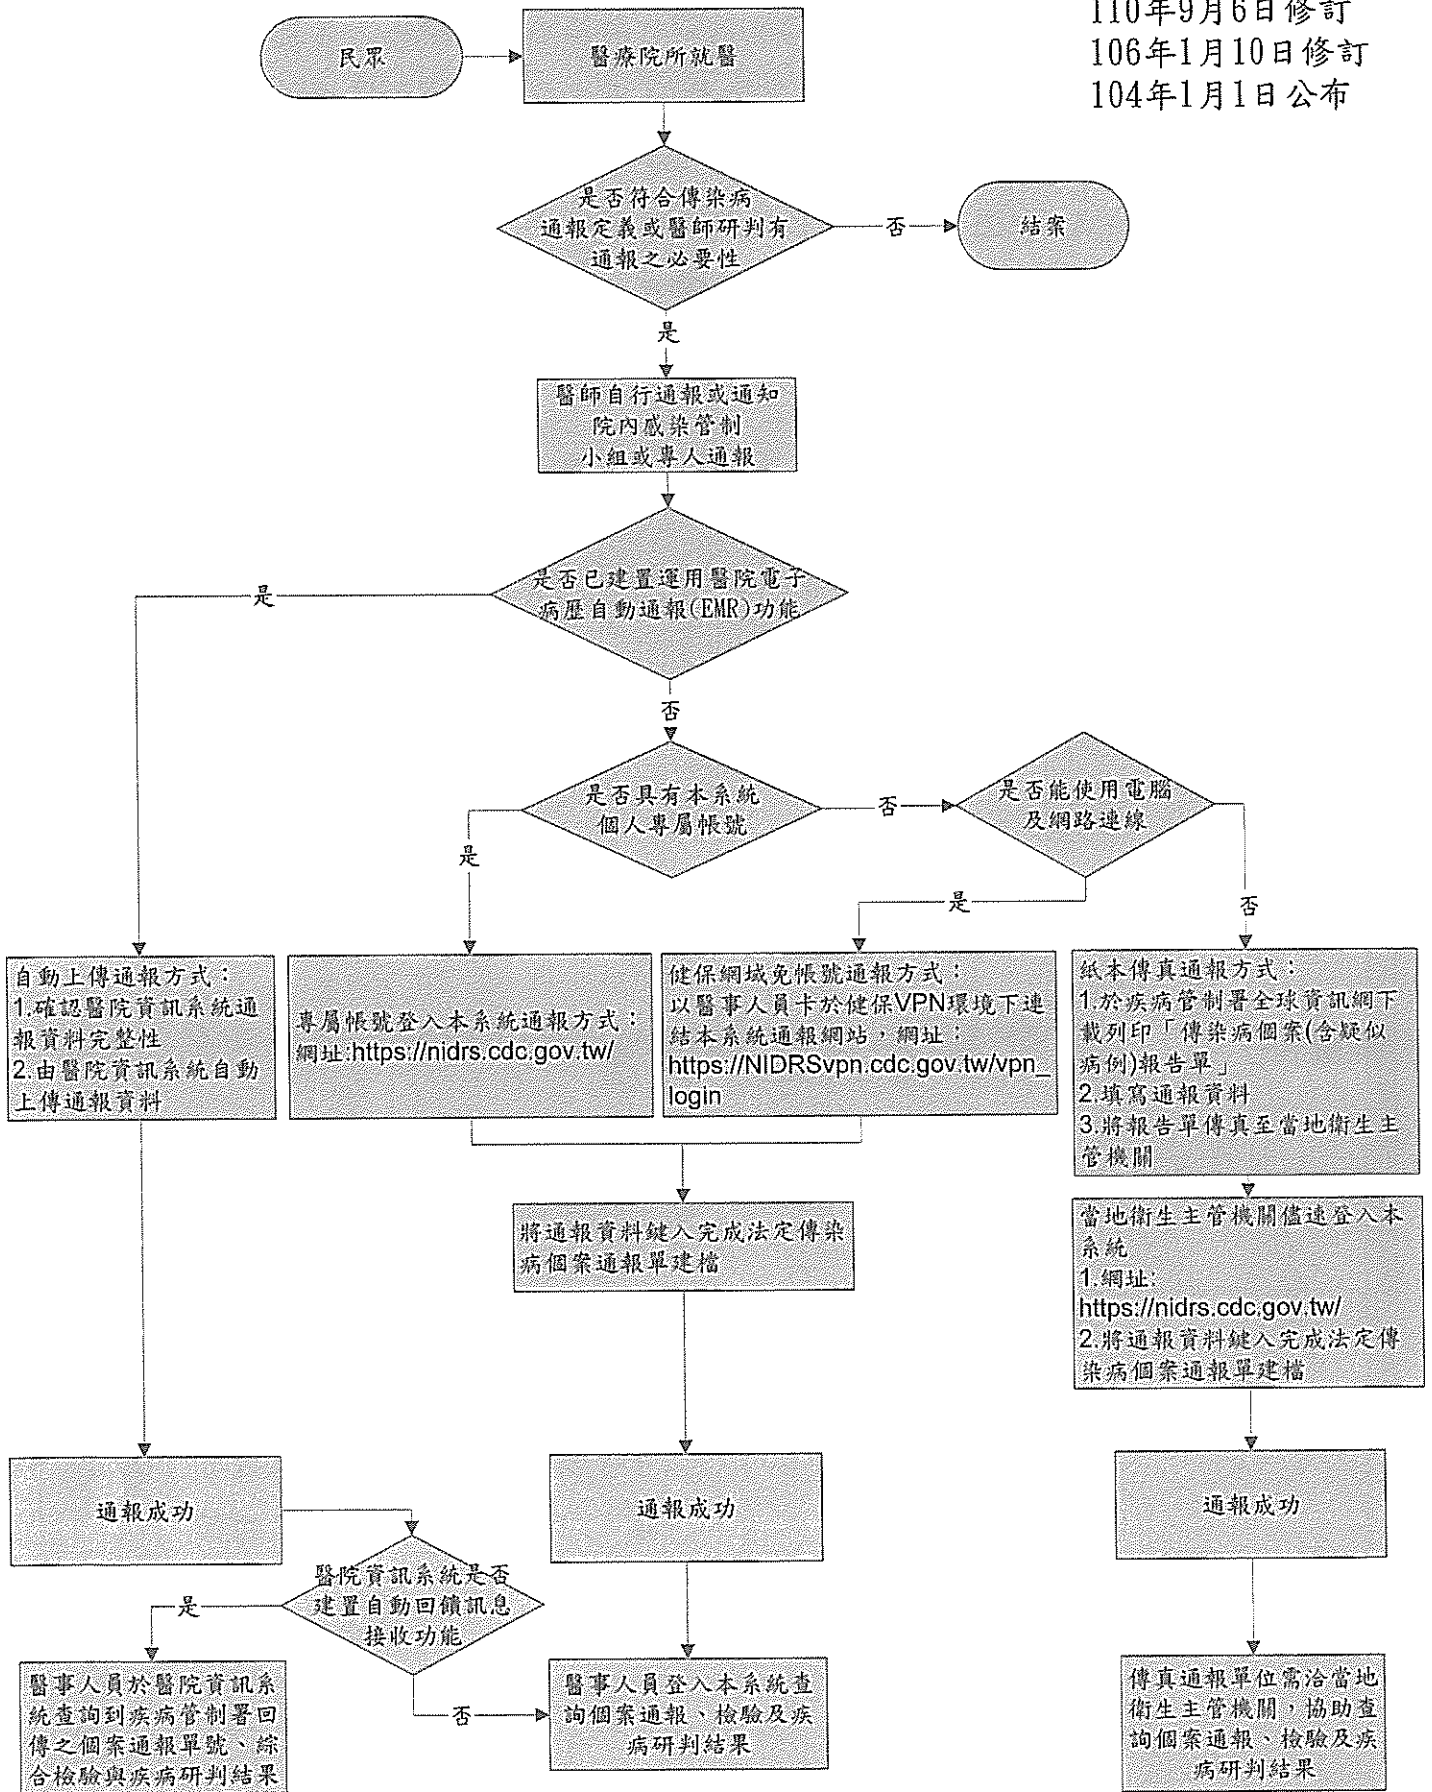 110年9月6日修訂
106年1月10日修訂
104年1月1日公布
民眾
醫療院所就醫
是否符合傳染病
通報定義或醫師研判有
通報之必要性
否
結案
是
醫師自行通報或通知
院內感染管制
小組或專人通報
是否已建置運用醫院電子
病歷自動通報(EMR)功能
是
否
是否具有本系統
個人專屬帳號
否
是否能使用電腦
及網路連線
是
是
否
自動上傳通報方式：
1.確認醫院資訊系統通
報資料完整性
2.由醫院資訊系統自動
上傳通報資料
專屬帳號登入本系統通報方式：
網址:https://nidrs.cdc.gov.tw/
健保網域免帳號通報方式：
以醫事人員卡於健保VPN環境下連
結本系統通報網站，網址：
https://NIDRSvpn.cdc.gov.tw/vpn_
login
紙本傳真通報方式：
1.於疾病管制署全球資訊網下
載列印「傳染病個案(含疑似
病例)報告單」
2.填寫通報資料
3.將報告單傳真至當地衛生主
管機關
將通報資料鍵入完成法定傳染
病個案通報單建檔
當地衛生主管機關儘速登入本
系統
1.網址:
https://nidrs.cdc.gov.tw/
2.將通報資料鍵入完成法定傳
染病個案通報單建檔
通報成功
通報成功
通報成功
醫院資訊系統是否
建置自動回饋訊息
接收功能
是
否
醫事人員於醫院資訊系
統查詢到疾病管制署回
傳之個案通報單號、綜
合檢驗與疾病研判結果
醫事人員登入本系統查
詢個案通報、檢驗及疾
病研判結果
傳真通報單位需洽當地
衛生主管機關，協助查
詢個案通報、檢驗及疾
病研判結果